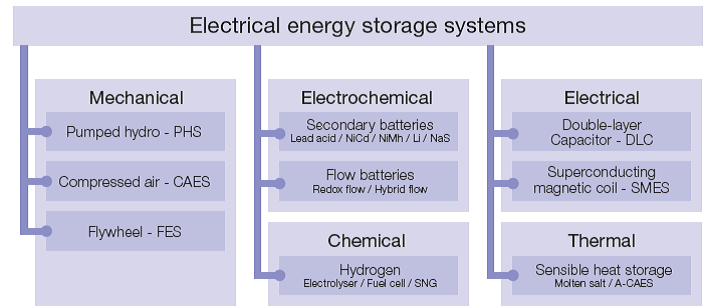 Electrical energy storage systems
Mechanical
Pumped hydro - PHS
Compressed air - CAES
Flywheel - FES
Electrochemical
Secondary batteries
Lead acid / NiCd / NiMh / Li / NaS
Flow batteries
Redox flow / Hybrid flow
Chemical
Hydrogen
Electrolyser / Fuel cell / SNG
Electrical
Double-layer
Capacitor - DLC
Superconducting
magnetic coil - SMES
Thermal
Sensible heat storage
Molten salt / A-CAES